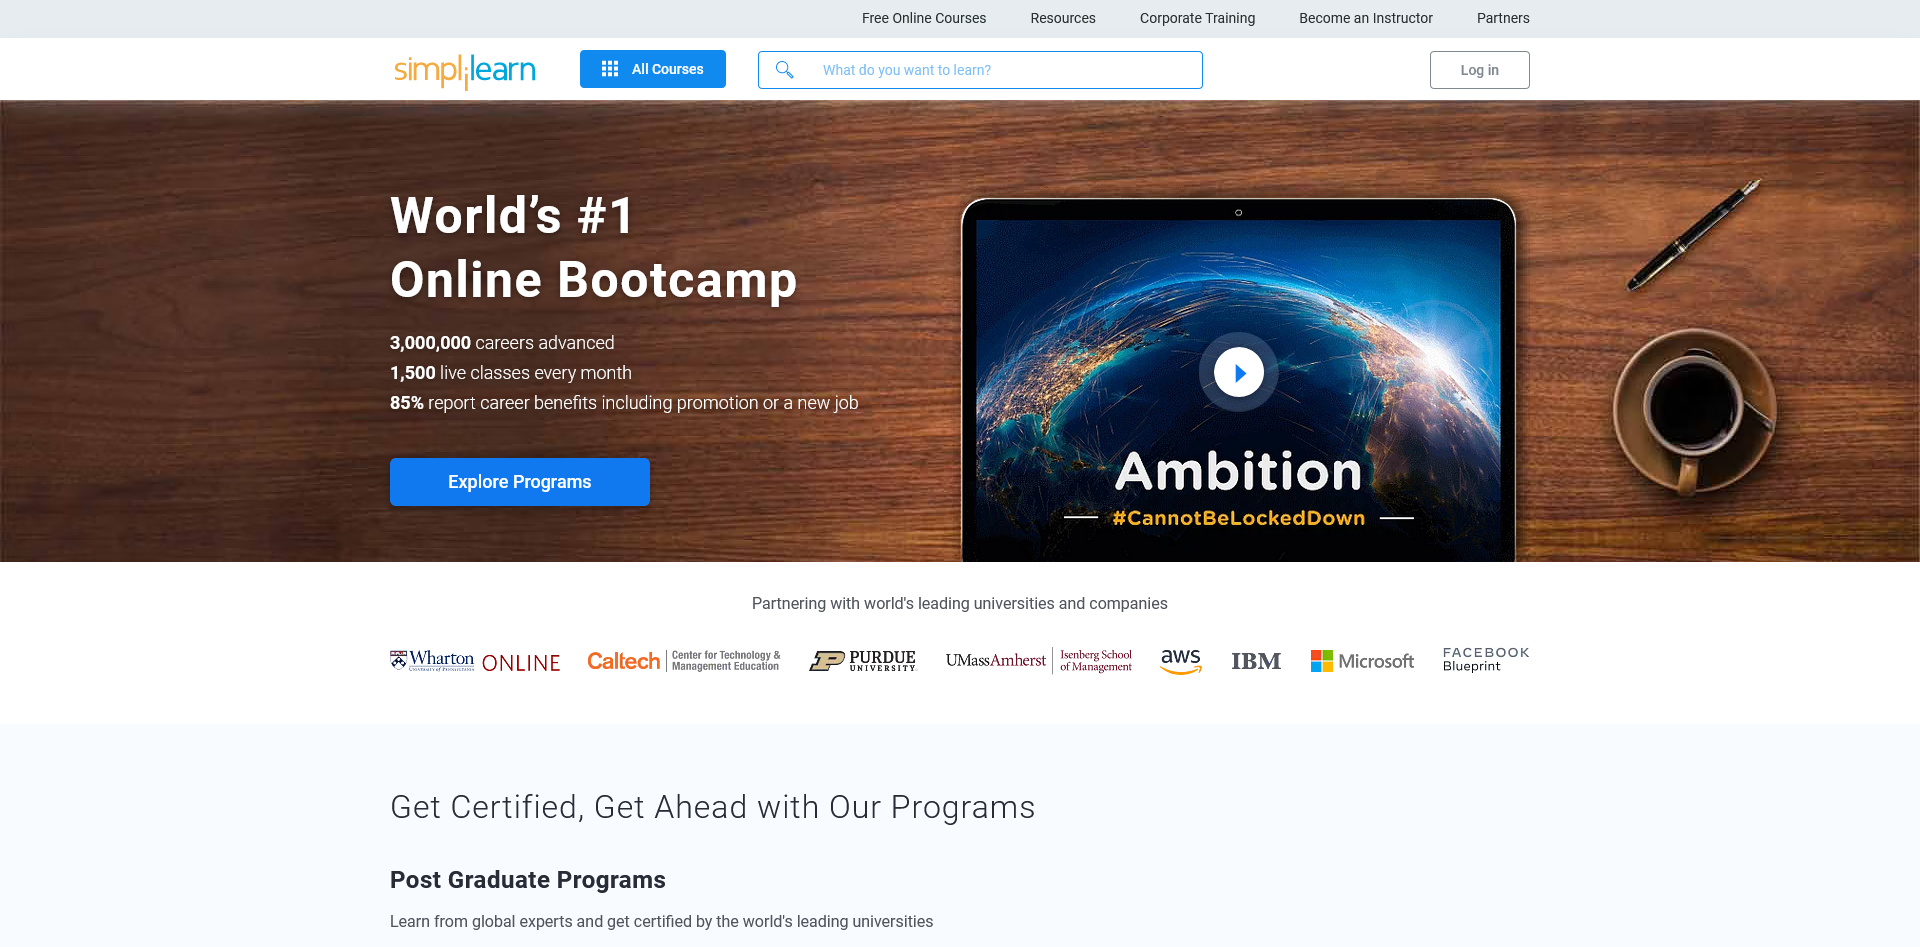 Free Online Courses
Resources
Corporate Training
Become an Instructor
Partners
simplilearn
All Courses
What do you want to learn?
Log in
World’s #1
Online Bootcamp
3,000,000 careers advanced
1,500 live classes every month
85% report career benefits including promotion or a new job
Explore Programs
Ambition
#CannotBeLockedDown
Partnering with world's leading universities and companies
Wharton ONLINE
UNIVERSITY of PENNSYLVANIA
Caltech
Center for Technology &
Management Education
PURDUE
UNIVERSITY
UMassAmherst
Isenberg School
of Management
aws
IBM
Microsoft
FACEBOOK
Blueprint
Get Certified, Get Ahead with Our Programs
Post Graduate Programs
Learn from global experts and get certified by the world's leading universities